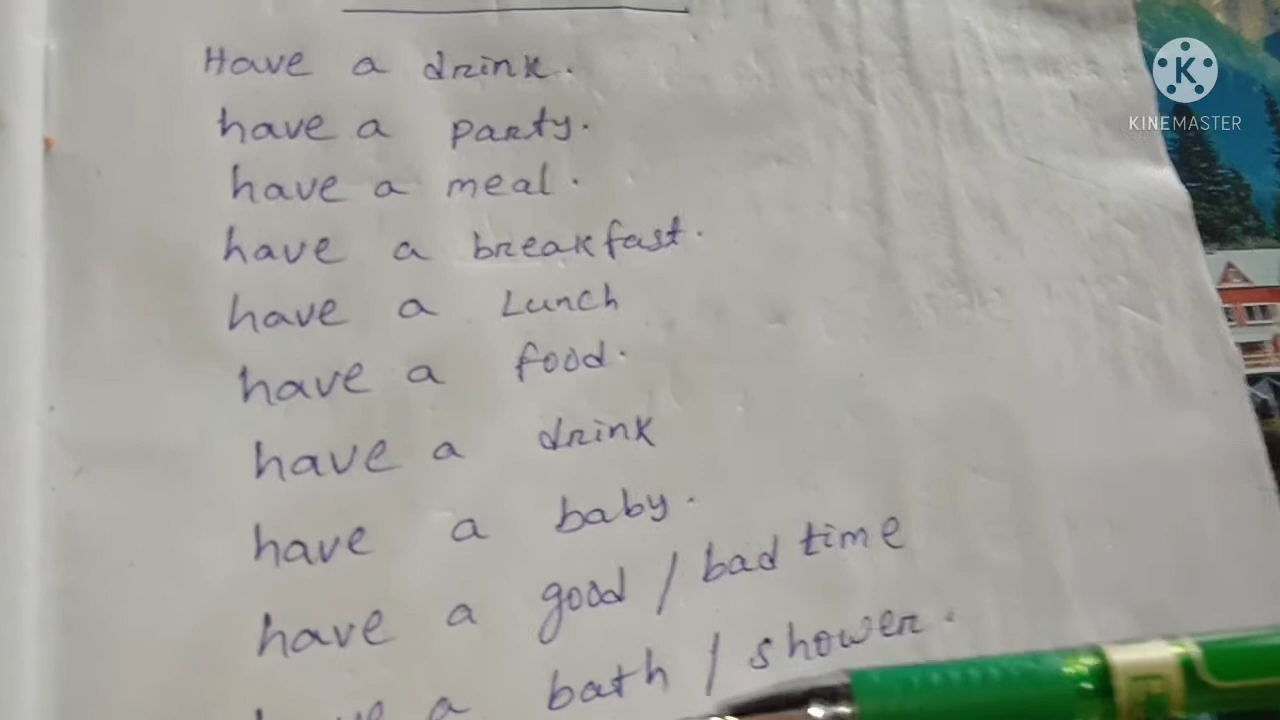 Have a drink.
have a party.
have a meal.
have a breakfast.
have a Lunch
have a food.
have a drink
have a baby.
have a good / bad time
a bath / shower.
K
KINEMASTER